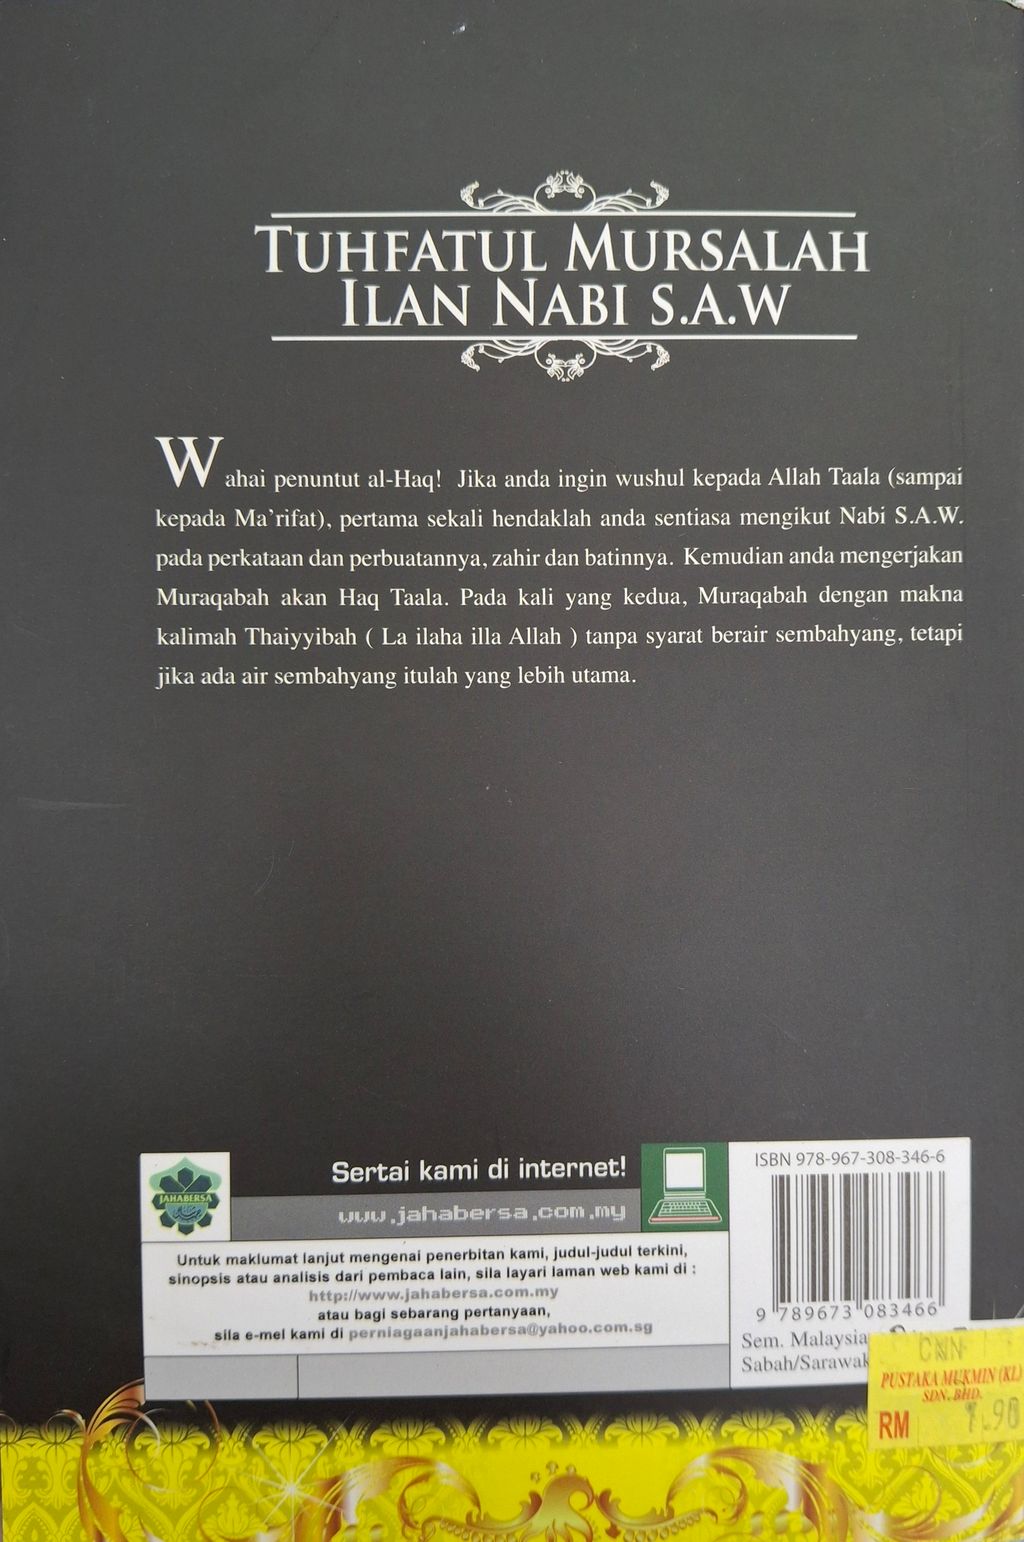 TUHFATUL MURSALAH
ILAN NABI S.A.W
Wahai penuntut al-Haq! Jika anda ingin wushul kepada Allah Taala (sampai
kepada Ma'rifat), pertama sekali hendaklah anda sentiasa mengikut Nabi S.A.W.
pada perkataan dan perbuatannya, zahir dan batinnya. Kemudian anda mengerjakan
Muraqabah akan Haq Taala. Pada kali yang kedua, Muraqabah dengan makna
kalimah Thaiyyibah ( La ilaha illa Allah ) tanpa syarat berair sembahyang, tetapi
jika ada air sembahyang itulah yang lebih utama.
JAHABERSA
Sertai kami di internet!
www.jahabersa.com.my
Untuk maklumat lanjut mengenai penerbitan kami, judul-judul terkini,
sinopsis atau analisis dari pembaca lain, sila layari laman web kami di :
http://www.jahabersa.com.my
atau bagi sebarang pertanyaan,
sila e-mel kami di perniagaanjahabersa@yahoo.com.sg
ISBN 978-967-308-346-6
9 789673 083466
Sem. Malaysia
Sabah/Sarawak
CNN
PUSTAKA MUKMIN (KL)
SDN. BHD.
RM 7.90